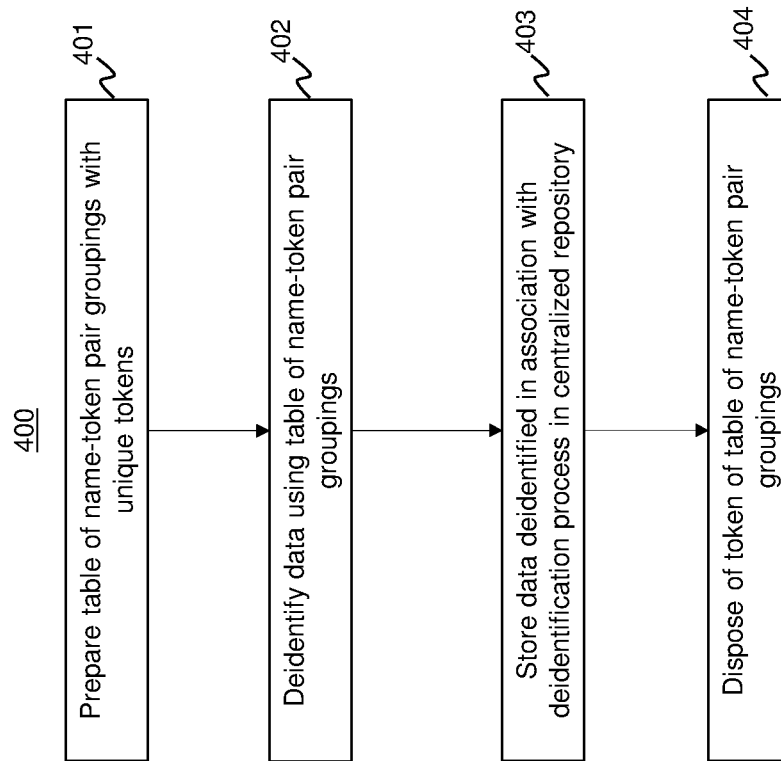 400
Prepare table of name-token pair groupings with
unique tokens
401
Deidentify data using table of name-token pair
groupings
402
Store data deidentified in association with
deidentification process in centralized repository
403
Dispose of token of table of name-token pair
groupings
404